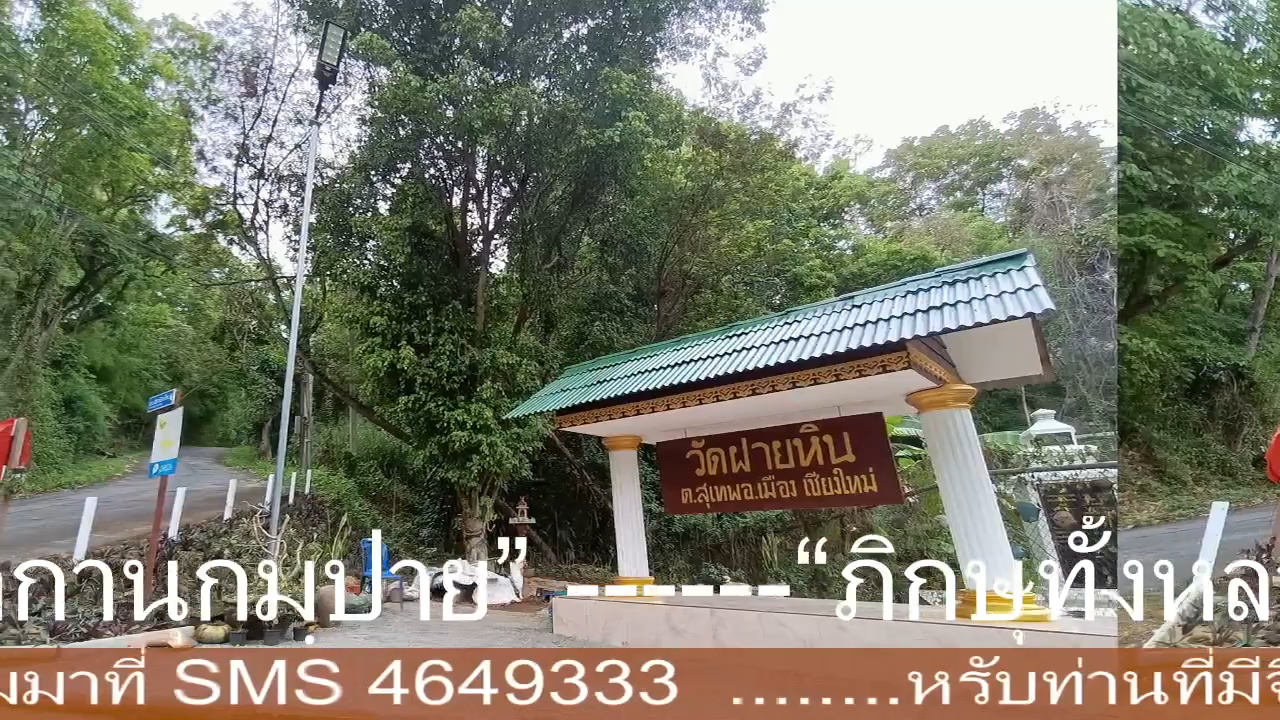 วัดฝายหิน
ต.สุเทพอ.เมือง เชียงใหม่
กานกมฺปาย” ------“ภิกษุทั้งหล
มมาที่ SMS 4649333 ........หรับท่านที่มี